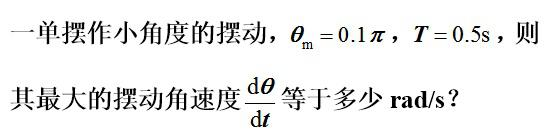 一单摆作小角度的摆动，θm = 0.1π，T = 0.5s，则
其最大的摆动角速度 dθ/dt 等于多少 rad/s？